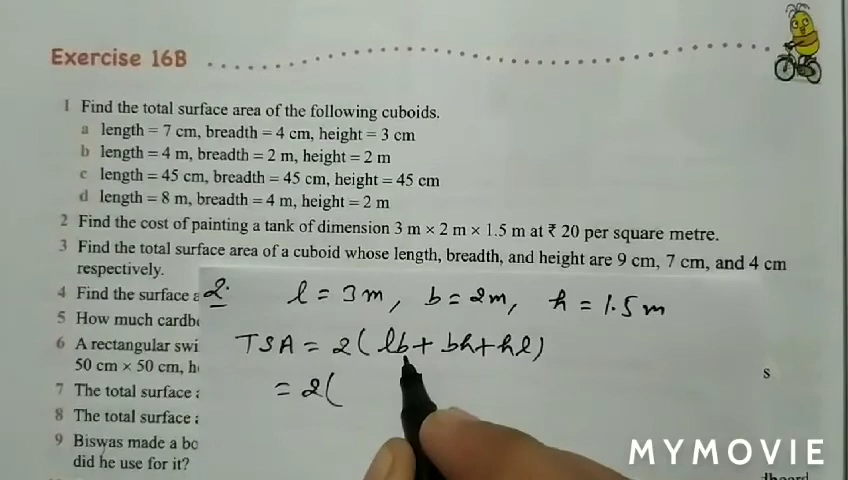 Exercise 16B
1 Find the total surface area of the following cuboids.
a length = 7 cm, breadth = 4 cm, height = 3 cm
b length = 4 m, breadth = 2 m, height = 2 m
c length = 45 cm, breadth = 45 cm, height = 45 cm
d length = 8 m, breadth = 4 m, height = 2 m
2 Find the cost of painting a tank of dimension 3 m × 2 m × 1.5 m at ₹ 20 per square metre.
3 Find the total surface area of a cuboid whose length, breadth, and height are 9 cm, 7 cm, and 4 cm
respectively.
4 Find the surface
5 How much
6 A rectangular
50 cm × 50 cm,
s
7 The total surface
8 The total surface
9 Biswas made a
did he use for it?
2. l = 3m, b = 2m, h = 1.5m
TSA = 2(lb + bh + hl)
= 2(
MYMOVIE